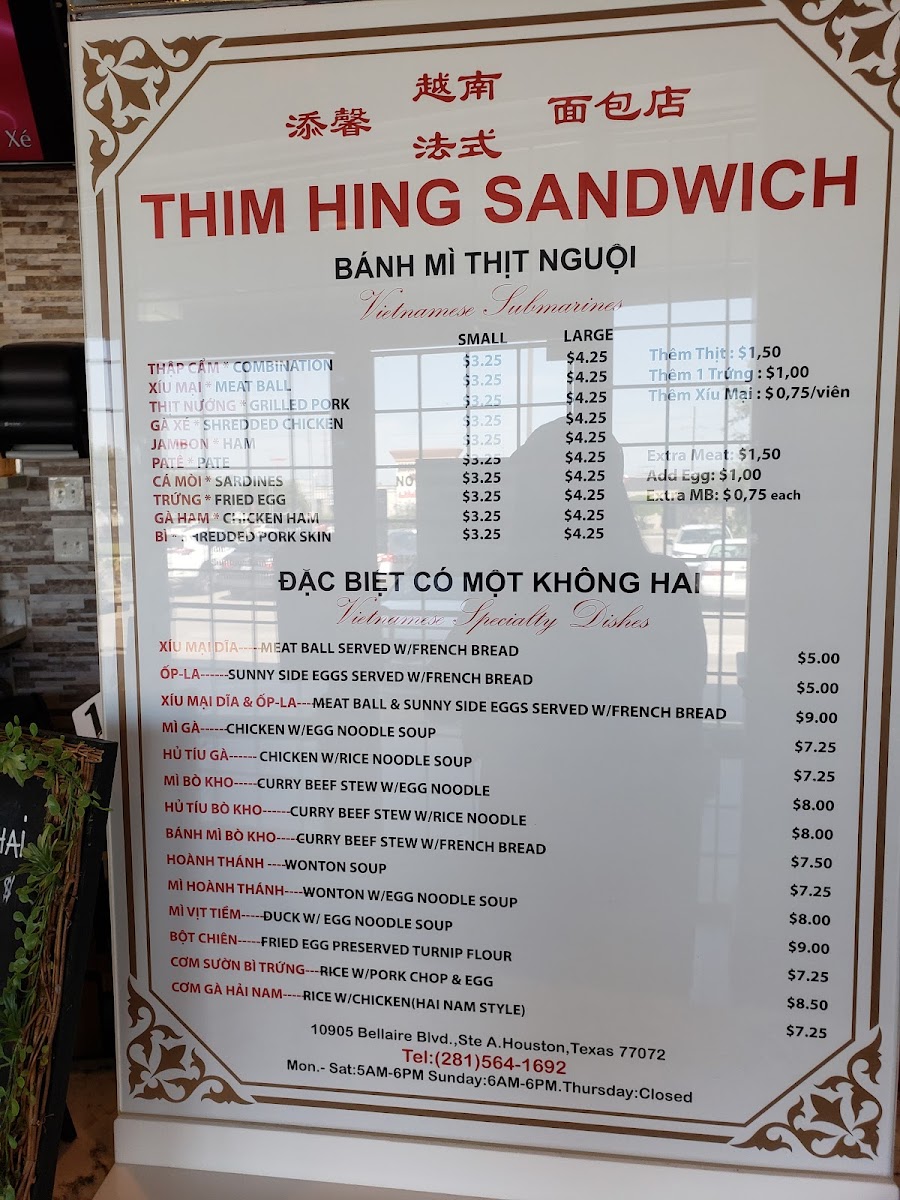 Xé
越南
添馨
面包店
法式
THIM HING SANDWICH
BÁNH MÌ THỊT NGUỘI
Vietnamese Submarines
SMALL LARGE
THẬP CẨM * COMBINATION $3.25 $4.25 Thêm Thịt : $1,50
XÍU MẠI * MEAT BALL $3.25 $4.25 Thêm 1 Trứng : $1,00
THỊT NƯỚNG * GRILLED PORK $3.25 $4.25 Thêm Xíu Mại : $0,75/viên
GÀ XÉ * SHREDDED CHICKEN $3.25 $4.25
JAMBON * HAM $3.25 $4.25
PATÊ * PATE $3.25 $4.25 Extra Meat: $1,50
CÁ MÒI * SARDINES $3.25 $4.25 Add Egg: $1,00
TRỨNG * FRIED EGG $3.25 $4.25 Extra MB: $0,75 each
GÀ HAM * CHICKEN HAM $3.25 $4.25
BÌ * SHREDDED PORK SKIN $3.25 $4.25
ĐẶC BIỆT CÓ MỘT KHÔNG HAI
Vietnamese Specialty Dishes
XÍU MẠI DĨA-----MEAT BALL SERVED W/FRENCH BREAD $5.00
ỐP-LA------SUNNY SIDE EGGS SERVED W/FRENCH BREAD $5.00
XÍU MẠI DĨA & ỐP-LA----MEAT BALL & SUNNY SIDE EGGS SERVED W/FRENCH BREAD $9.00
MÌ GÀ------CHICKEN W/EGG NOODLE SOUP $7.25
HỦ TÍU GÀ------ CHICKEN W/RICE NOODLE SOUP $7.25
MÌ BÒ KHO-----CURRY BEEF STEW W/EGG NOODLE $8.00
HỦ TÍU BÒ KHO------CURRY BEEF STEW W/RICE NOODLE $8.00
BÁNH MÌ BÒ KHO----CURRY BEEF STEW W/FRENCH BREAD $7.50
HOÀNH THÁNH ----WONTON SOUP $7.25
MÌ HOÀNH THÁNH----WONTON W/EGG NOODLE SOUP $8.00
MÌ VỊT TIỀM-----DUCK W/ EGG NOODLE SOUP $9.00
BỘT CHIÊN-----FRIED EGG PRESERVED TURNIP FLOUR $7.25
CƠM SƯỜN BÌ TRỨNG---RICE W/PORK CHOP & EGG $8.50
CƠM GÀ HẢI NAM-----RICE W/CHICKEN(HAI NAM STYLE) $7.25
10905 Bellaire Blvd.,Ste A.Houston,Texas 77072
Tel:(281)564-1692
Mon.- Sat:5AM-6PM Sunday:6AM-6PM.Thursday:Closed